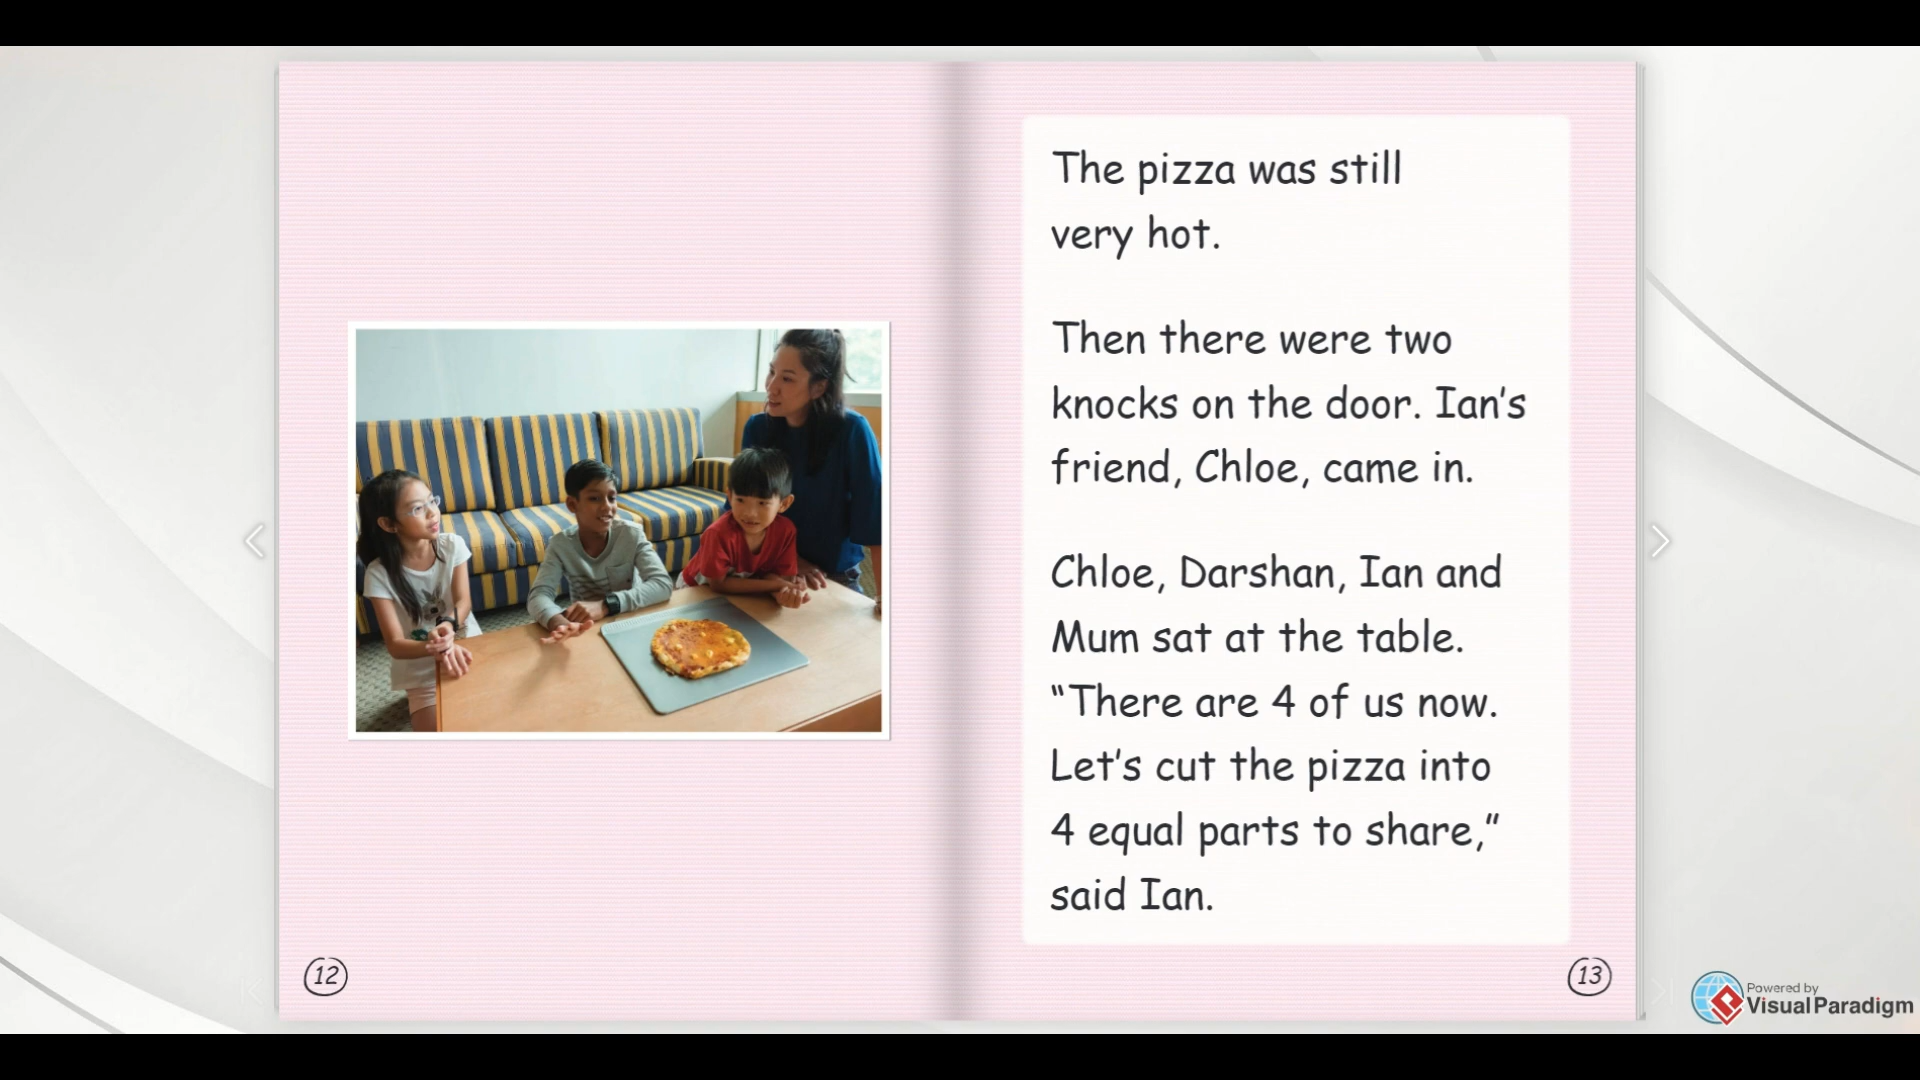 The pizza was still
very hot.
Then there were two
knocks on the door. Ian’s
friend, Chloe, came in.
Chloe, Darshan, Ian and
Mum sat at the table.
“There are 4 of us now.
Let’s cut the pizza into
4 equal parts to share,”
said Ian.
12
13
Powered by
Visual Paradigm